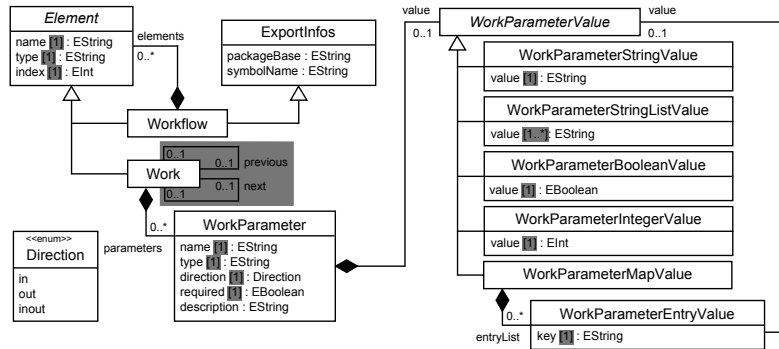 Element
name [1] : EString
type [1] : EString
index [1] : EInt
elements
0..*
ExportInfos
packageBase : EString
symbolName : EString
Workflow
Work
0..1
0..1
previous
0..1
next
0..1
0..*
parameters
WorkParameter
name [1] : EString
type [1] : EString
direction [1] : Direction
required [1] : EBoolean
description : EString
<<enum>>
Direction
in
out
inout
value
0..1
WorkParameterValue
value
0..1
WorkParameterStringValue
value [1] : EString
WorkParameterStringListValue
value [1..*]: EString
WorkParameterBooleanValue
value [1] : EBoolean
WorkParameterIntegerValue
value [1] : EInt
WorkParameterMapValue
0..*
entryList
WorkParameterEntryValue
key [1] : EString